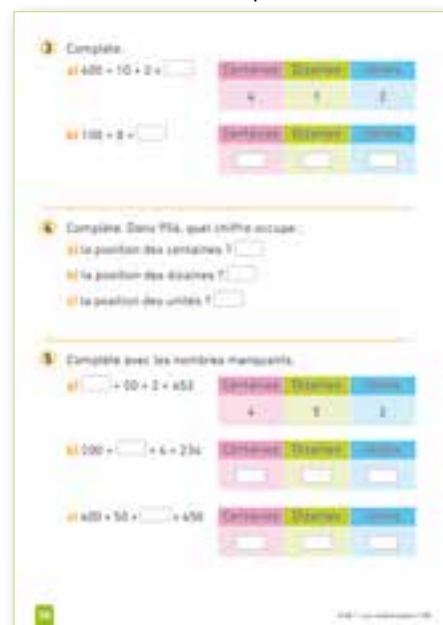 3 Complète.
a) 400 + 10 + 2 =
Centaines Dizaines Unités
4 1 2
b) 100 + 8 =
Centaines Dizaines Unités
4 Complète. Dans 956, quel chiffre occupe :
a) la position des centaines ?
b) la position des dizaines ?
c) la position des unités ?
5 Complète avec les nombres manquants.
a) + 50 + 2 = 452
Centaines Dizaines Unités
4 5 2
b) 200 + + 4 = 234
Centaines Dizaines Unités
c) 400 + 50 + = 458
Centaines Dizaines Unités